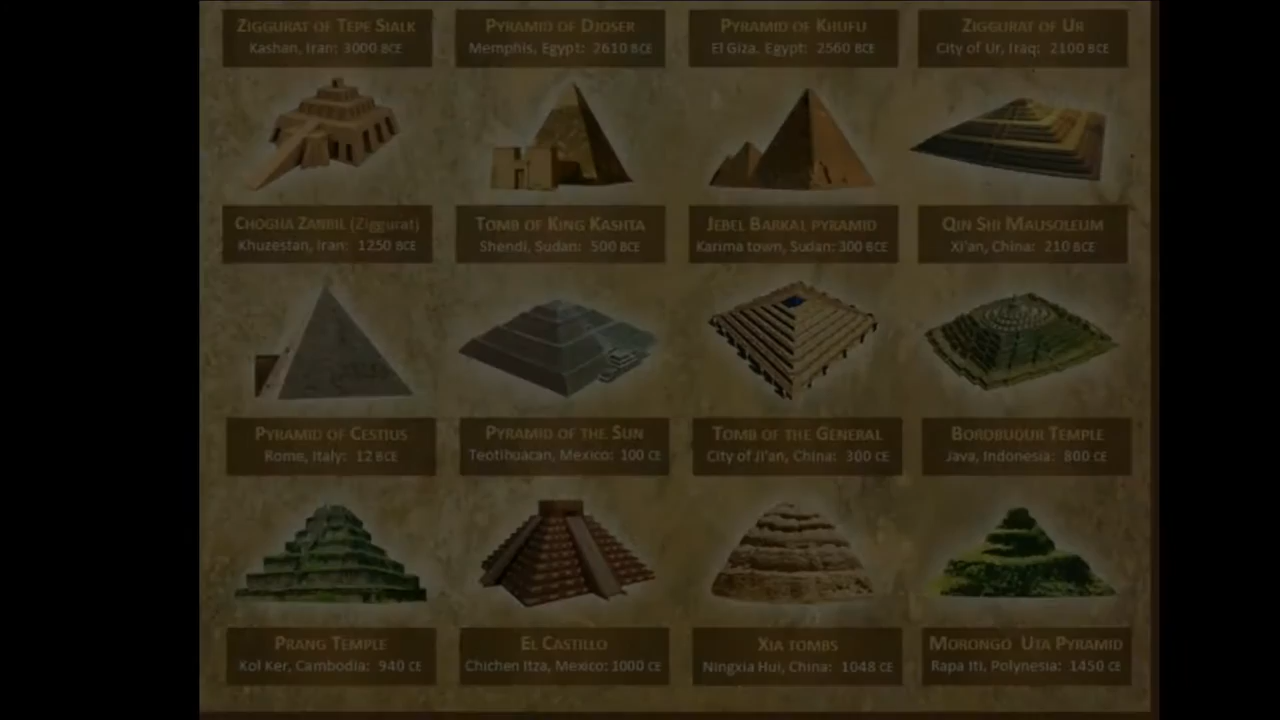 ZIGGURAT OF TEPE SIALK
Kashan, Iran: 3000 BCE
PYRAMID OF DJOSER
Memphis, Egypt: 2610 BCE
PYRAMID OF KHUFU
El Giza, Egypt: 2560 BCE
ZIGGURAT OF UR
City of Ur, Iraq: 2100 BCE
CHOGHA ZANBIL (Ziggurat)
Khuzestan, Iran: 1250 BCE
TOMB OF KING KASHTA
Shendi, Sudan: 500 BCE
JEBEL BARKAL PYRAMID
Karima town, Sudan: 300 BCE
QIN SHI MAUSOLEUM
Xi'an, China: 210 BCE
PYRAMID OF CESTIUS
Rome, Italy: 12 BCE
PYRAMID OF THE SUN
Teotihuacan, Mexico: 100 CE
TOMB OF THE GENERAL
City of Ji'an, China: 300 CE
BOROBUDUR TEMPLE
Java, Indonesia: 800 CE
PRANG TEMPLE
Kol Ker, Cambodia: 940 CE
EL CASTILLO
Chichen Itza, Mexico: 1000 CE
XIA TOMBS
Ningxia Hui, China: 1048 CE
MORONGO UTA PYRAMID
Rapa Iti, Polynesia: 1450 CE